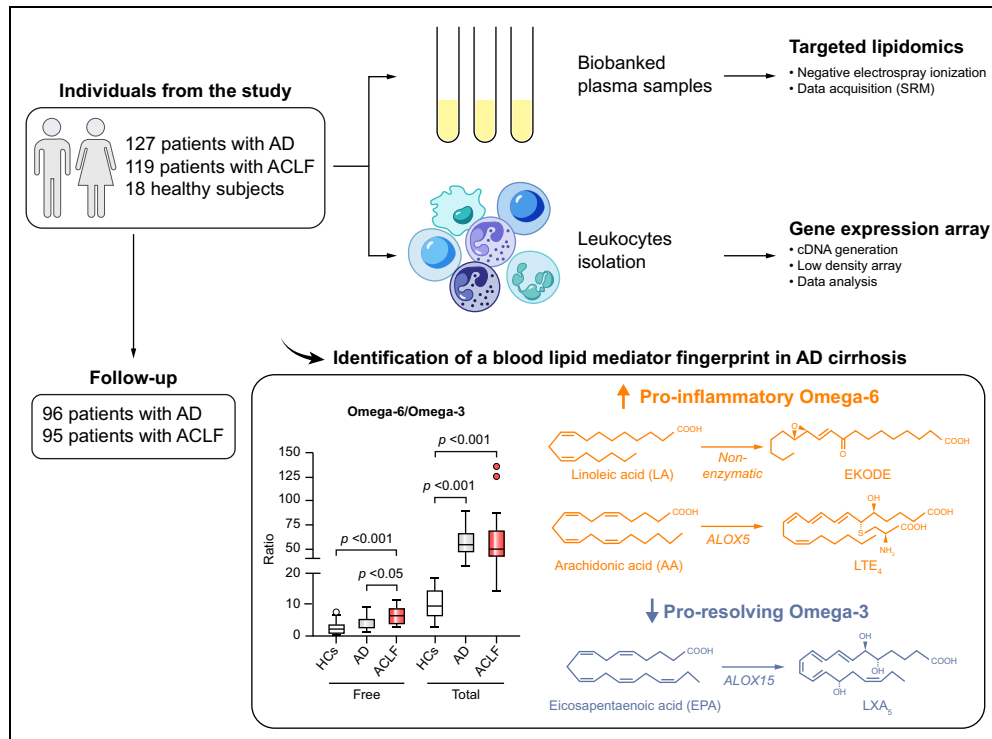 Individuals from the study
127 patients with AD
119 patients with ACLF
18 healthy subjects
Biobanked
plasma samples
Targeted lipidomics
• Negative electrospray ionization
• Data acquisition (SRM)
Leukocytes
isolation
Gene expression array
• cDNA generation
• Low density array
• Data analysis
Follow-up
96 patients with AD
95 patients with ACLF
Identification of a blood lipid mediator fingerprint in AD cirrhosis
Omega-6/Omega-3
Ratio
150
125
100
75
50
20
10
0
p <0.001
p <0.05
p <0.001
p <0.001
HCs
AD
ACLF
HCs
AD
ACLF
Free
Total
Pro-inflammatory Omega-6
COOH
Linoleic acid (LA)
Non-
enzymatic
O
O
COOH
EKODE
COOH
Arachidonic acid (AA)
ALOX5
OH
COOH
S
COOH
NH2
LTE4
Pro-resolving Omega-3
COOH
Eicosapentaenoic acid (EPA)
ALOX15
OH
COOH
OH
OH
LXA5